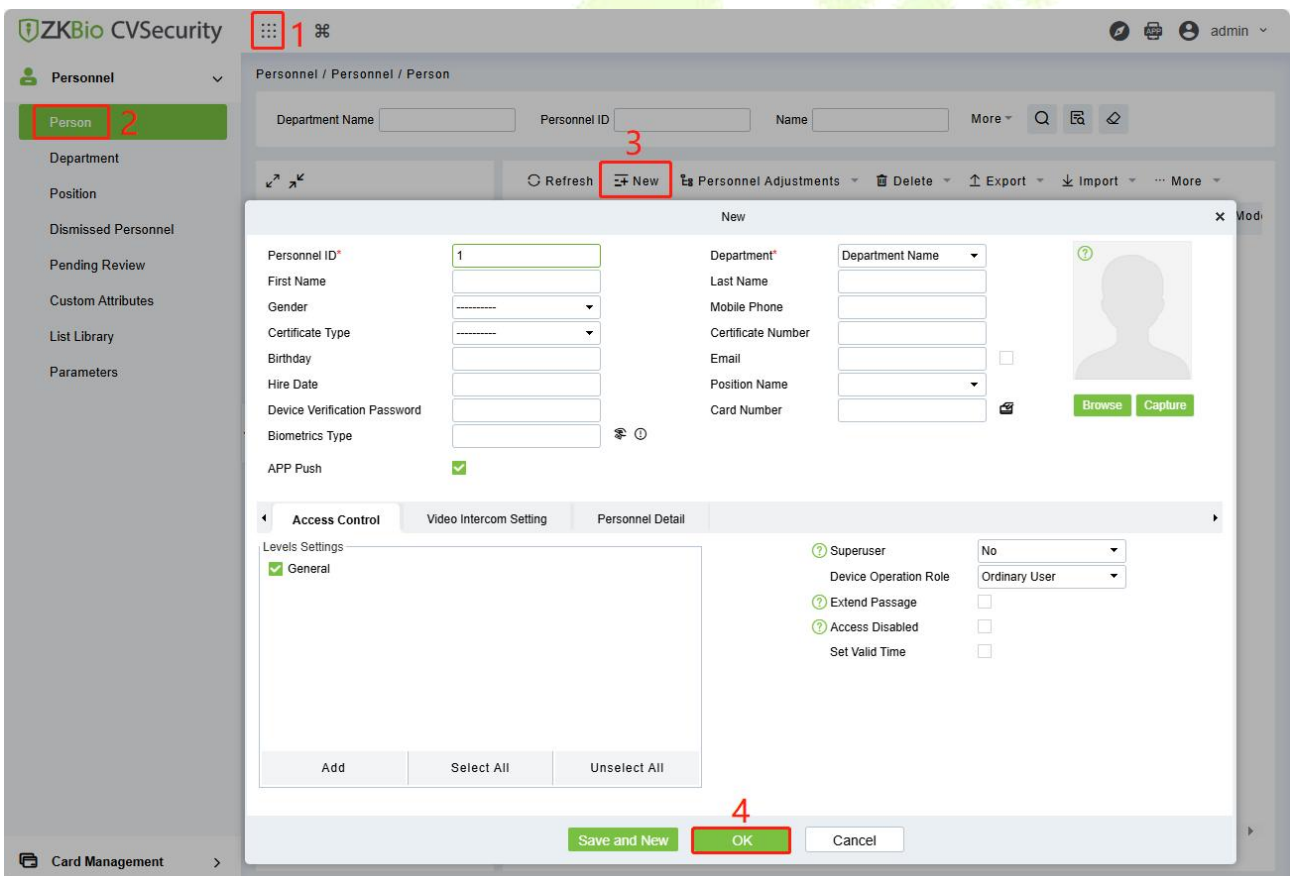 ZKBio CVSecurity 1 admin
Personnel
Personnel / Personnel / Person
Person 2
Department Name Personnel ID Name More
Department
3
Position
Refresh New Personnel Adjustments Delete Export Import ··· More
Dismissed Personnel
New × Mod
Pending Review
Custom Attributes
List Library
Parameters
Personnel ID* 1 Department* Department Name
First Name Last Name
Gender ---------- Mobile Phone
Certificate Type ---------- Certificate Number
Birthday Email
Hire Date Position Name
Device Verification Password Card Number Browse Capture
Biometrics Type
APP Push
Access Control Video Intercom Setting Personnel Detail
Levels Settings
General
Superuser No
Device Operation Role Ordinary User
Extend Passage
Access Disabled
Set Valid Time
Add Select All Unselect All
4
Save and New OK Cancel
Card Management